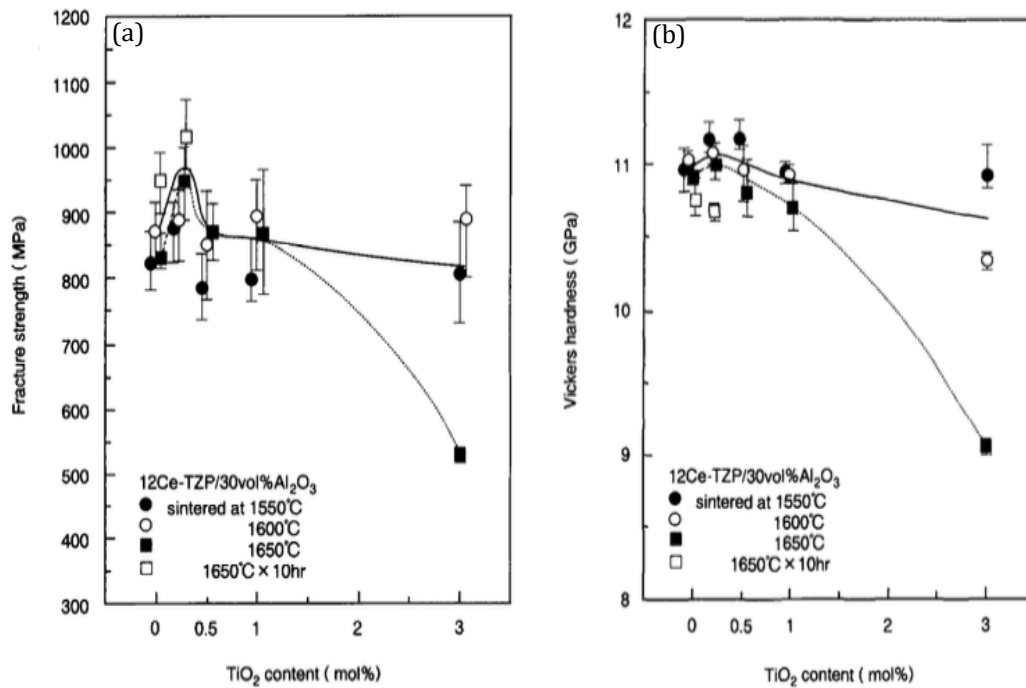 (a)
1200
1100
1000
900
800
700
600
550
500
400
300
Fracture strength ( MPa)
0
0.5
1
2
3
TiO₂ content ( mol%)
12Ce-TZP/30vol%Al₂O₃
sintered at 1550℃
1600℃
1650℃
1650℃ × 10hr
(b)
11
11
10
9
8
Vickers hardness ( GPa)
0
0.5
1
2
3
TiO₂ content ( mol%)
12Ce-TZP/30vol%Al₂O₃
sintered at 1550℃
1600℃
1650℃
1650℃ × 10hr